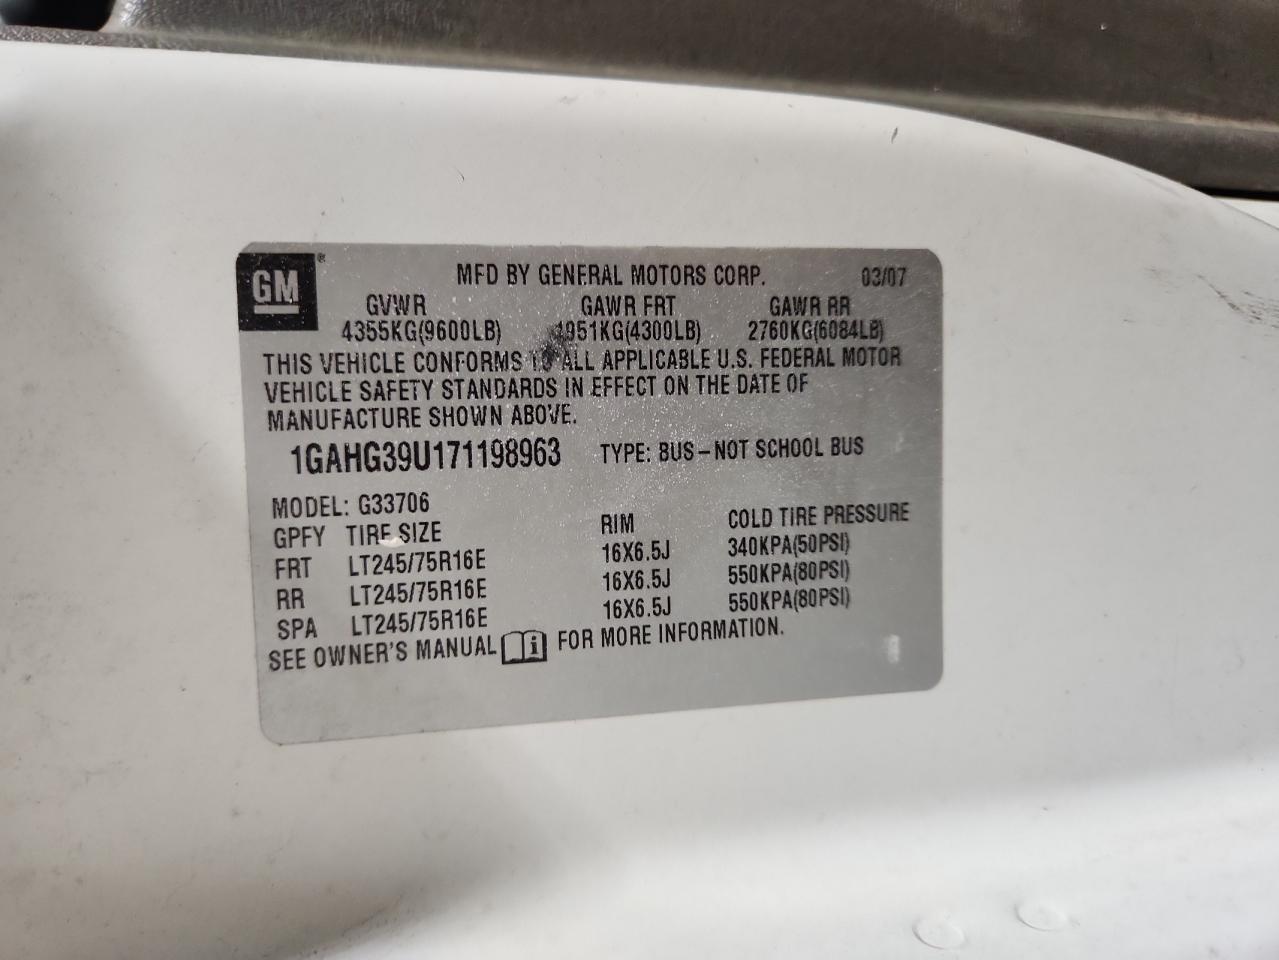 GM® MFD BY GENERAL MOTORS CORP. 03/07
GVWR GAWR FRT GAWR RR
4355KG(9600LB) 1951KG(4300LB) 2760KG(6084LB)
THIS VEHICLE CONFORMS TO ALL APPLICABLE U.S. FEDERAL MOTOR
VEHICLE SAFETY STANDARDS IN EFFECT ON THE DATE OF
MANUFACTURE SHOWN ABOVE.
1GAHG39U171198963 TYPE: BUS-NOT SCHOOL BUS
MODEL: G33706
GPFY TIRE SIZE RIM COLD TIRE PRESSURE
FRT LT245/75R16E 16X6.5J 340KPA(50PSI)
RR LT245/75R16E 16X6.5J 550KPA(80PSI)
SPA LT245/75R16E 16X6.5J 550KPA(80PSI)
SEE OWNER'S MANUAL i FOR MORE INFORMATION.